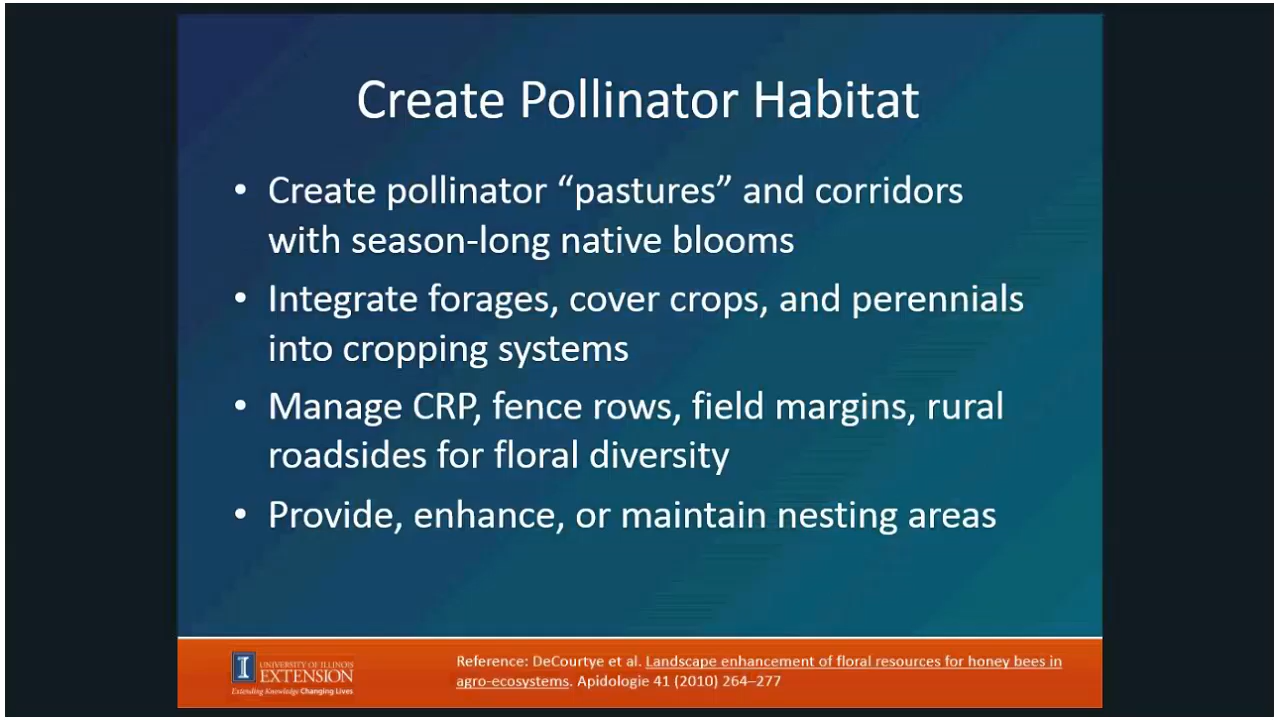 Create Pollinator Habitat
• Create pollinator “pastures” and corridors
with season-long native blooms
• Integrate forages, cover crops, and perennials
into cropping systems
• Manage CRP, fence rows, field margins, rural
roadsides for floral diversity
• Provide, enhance, or maintain nesting areas
I
UNIVERSITY OF ILLINOIS
EXTENSION
Extending Knowledge Changing Lives
Reference: DeCourtye et al. Landscape enhancement of floral resources for honey bees in
agro-ecosystems. Apidologie 41 (2010) 264–277